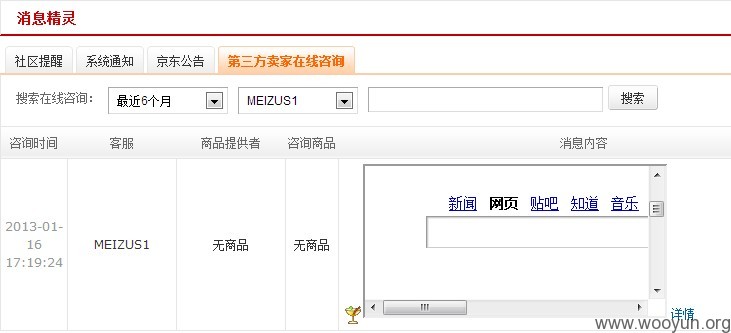 消息精灵
社区提醒 系统通知 京东公告 第三方卖家在线咨询
搜索在线咨询： 最近6个月 MEIZUS1 搜索
咨询时间 客服 商品提供者 咨询商品 消息内容
新闻 网页 贴吧 知道 音乐
2013-01-
16
17:19:24
MEIZUS1 无商品 无商品
详情
www.wooyun.org